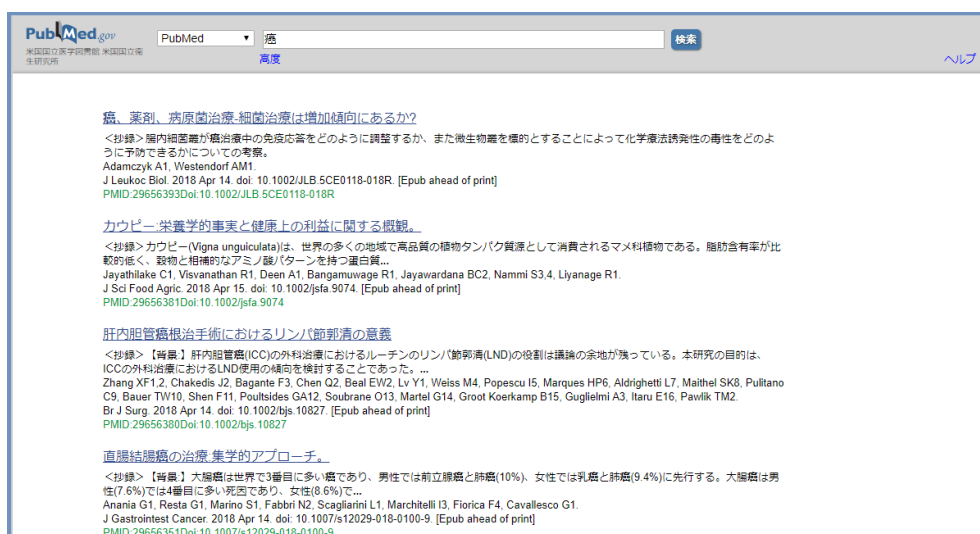 PubMed.gov
米国国立医学図書館 米国国立衛
生研究所
PubMed
癌
検索
高度
ヘルプ
癌、薬剤、病原菌治療-細菌治療は増加傾向にあるか?
<抄録>腸内細菌叢が癌治療中の免疫応答をどのように調整するか、また微生物叢を標的とすることによって化学療法誘発性の毒性をどのよ
うに予防できるかについての考察。
Adamczyk A1, Westendorf AM1.
J Leukoc Biol. 2018 Apr 14. doi: 10.1002/JLB.5CE0118-018R. [Epub ahead of print]
PMID:29656393Doi:10.1002/JLB.5CE0118-018R
カウピー:栄養学的事実と健康上の利益に関する概観。
<抄録>カウピー(Vigna unguiculata)は、世界の多くの地域で高品質の植物タンパク質源として消費されるマメ科植物である。脂肪含有率が比
較的低く、穀物と相補的なアミノ酸パターンを持つ蛋白質...
Jayathilake C1, Visvanathan R1, Deen A1, Bangamuwage R1, Jayawardana BC2, Nammi S3,4, Liyanage R1.
J Sci Food Agric. 2018 Apr 15. doi: 10.1002/jsfa.9074. [Epub ahead of print]
PMID:29656381Doi:10.1002/jsfa.9074
肝内胆管癌根治手術におけるリンパ節郭清の意義
<抄録>【背景:】肝内胆管癌(ICC)の外科治療におけるルーチンのリンパ節郭清(LND)の役割は議論の余地が残っている。本研究の目的は、
ICCの外科治療におけるLND使用の傾向を検討することであった。...
Zhang XF1,2, Chakedis J2, Bagante F3, Chen Q2, Beal EW2, Lv Y1, Weiss M4, Popescu I5, Marques HP6, Aldrighetti L7, Maithel SK8, Pulitano
C9, Bauer TW10, Shen F11, Poultsides GA12, Soubrane O13, Martel G14, Groot Koerkamp B15, Guglielmi A3, Itaru E16, Pawlik TM2.
Br J Surg. 2018 Apr 14. doi: 10.1002/bjs.10827. [Epub ahead of print]
PMID:29656380Doi:10.1002/bjs.10827
直腸結腸癌の治療:集学的アプローチ。
<抄録>【背景:】大腸癌は世界で3番目に多い癌であり、男性では前立腺癌と肺癌(10%)、女性では乳癌と肺癌(9.4%)に先行する。大腸癌は男
性(7.6%)では4番目に多い死因であり、女性(8.6%)で...
Anania G1, Resta G1, Marino S1, Fabbri N2, Scagliarini L1, Marchitelli I3, Fiorica F4, Cavallesco G1.
J Gastrointest Cancer. 2018 Apr 14. doi: 10.1007/s12029-018-0100-9. [Epub ahead of print]
PMID:29656351Doi:10.1007/s12029-018-0100-9